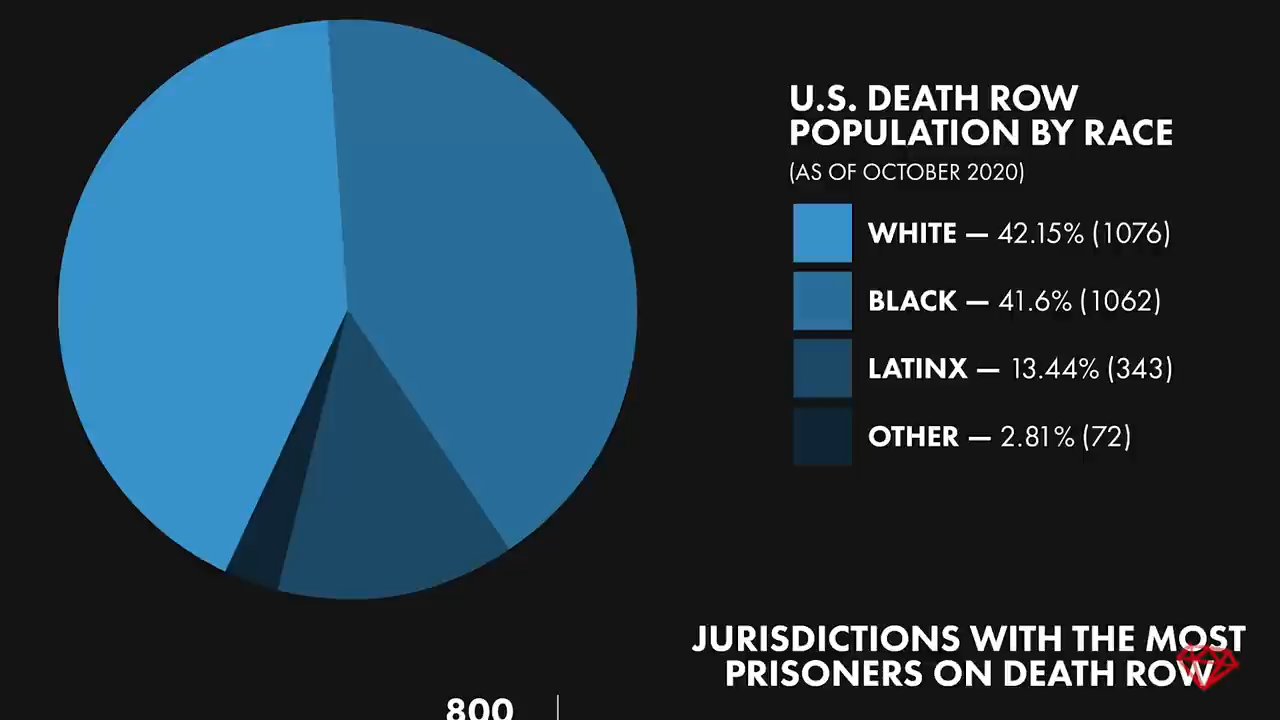 U.S. DEATH ROW
POPULATION BY RACE
(AS OF OCTOBER 2020)
WHITE — 42.15% (1076)
BLACK — 41.6% (1062)
LATINX — 13.44% (343)
OTHER — 2.81% (72)
JURISDICTIONS WITH THE MOST
PRISONERS ON DEATH ROW
800